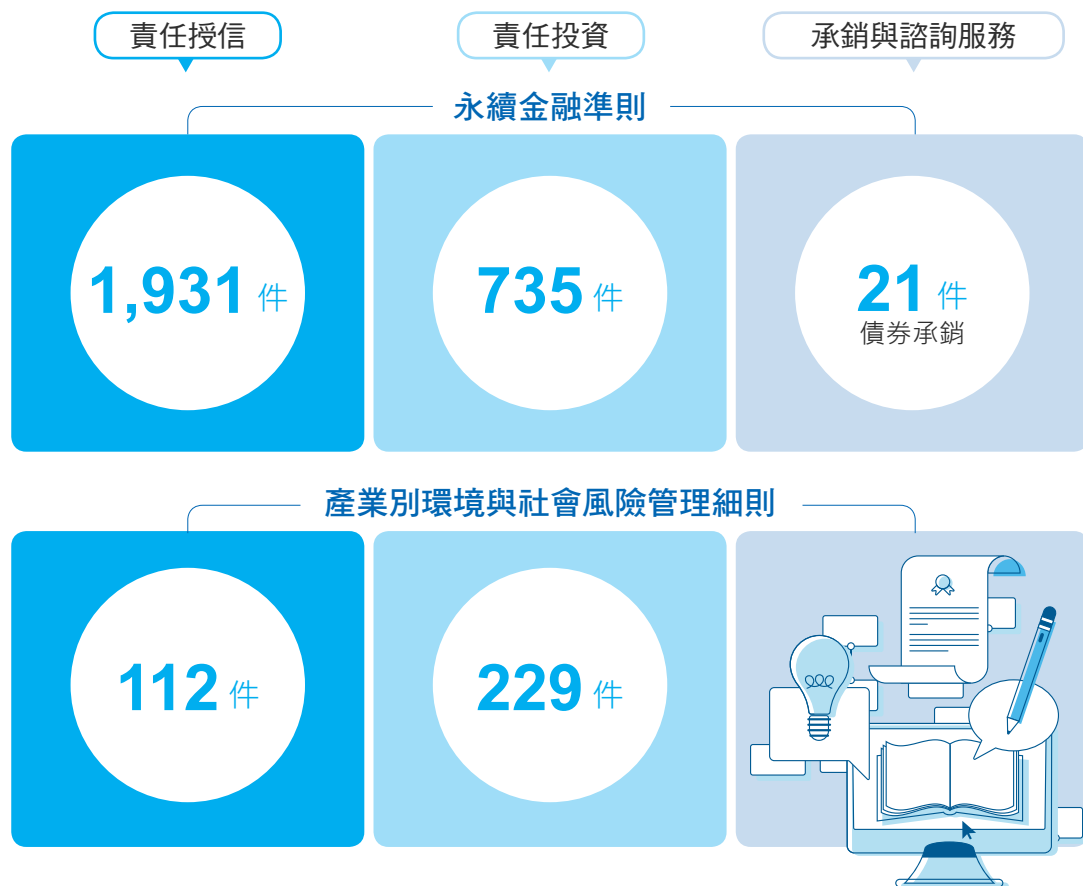 責任授信
責任投資
承銷與諮詢服務
永續金融準則
1,931 件
735 件
21 件
債券承銷
產業別環境與社會風險管理細則
112 件
229 件